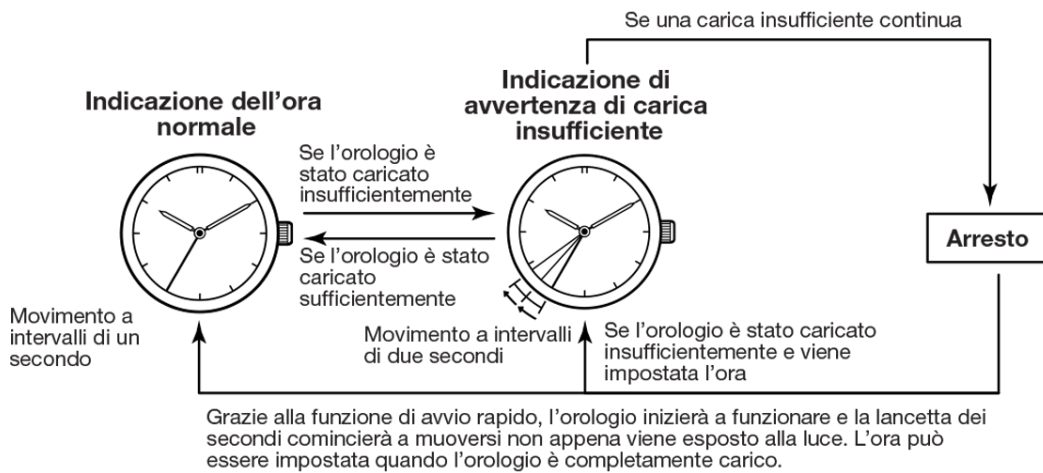 Se una carica insufficiente continua
Indicazione dell'ora
normale
Indicazione di
avvertenza di carica
insufficiente
Se l'orologio è
stato caricato
insufficientemente
Se l'orologio è stato
caricato
sufficientemente
Arresto
Movimento a
intervalli di un
secondo
Movimento a intervalli
di due secondi
Se l'orologio è stato caricato
insufficientemente e viene
impostata l'ora
Grazie alla funzione di avvio rapido, l'orologio inizierà a funzionare e la lancetta dei
secondi comincierà a muoversi non appena viene esposto alla luce. L'ora può
essere impostata quando l'orologio è completamente carico.